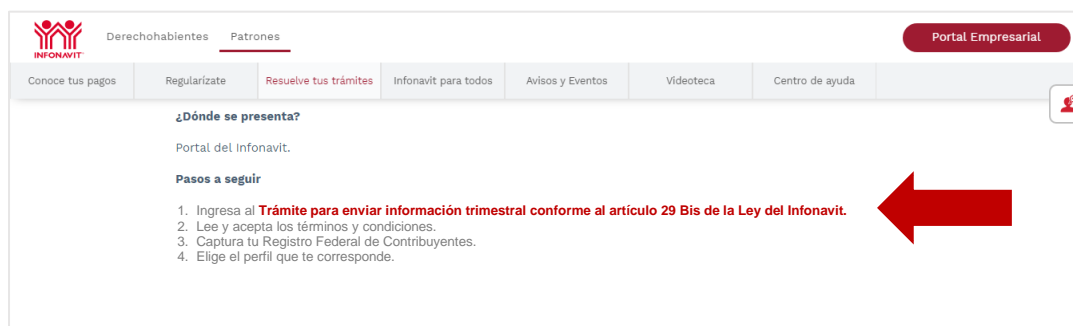 INFONAVIT
Derechohabientes Patrones
Portal Empresarial
Conoce tus pagos Regularízate Resuelve tus trámites Infonavit para todos Avisos y Eventos Videoteca Centro de ayuda
¿Dónde se presenta?
Portal del Infonavit.
Pasos a seguir
1. Ingresa al Trámite para enviar información trimestral conforme al artículo 29 Bis de la Ley del Infonavit.
2. Lee y acepta los términos y condiciones.
3. Captura tu Registro Federal de Contribuyentes.
4. Elige el perfil que te corresponde.